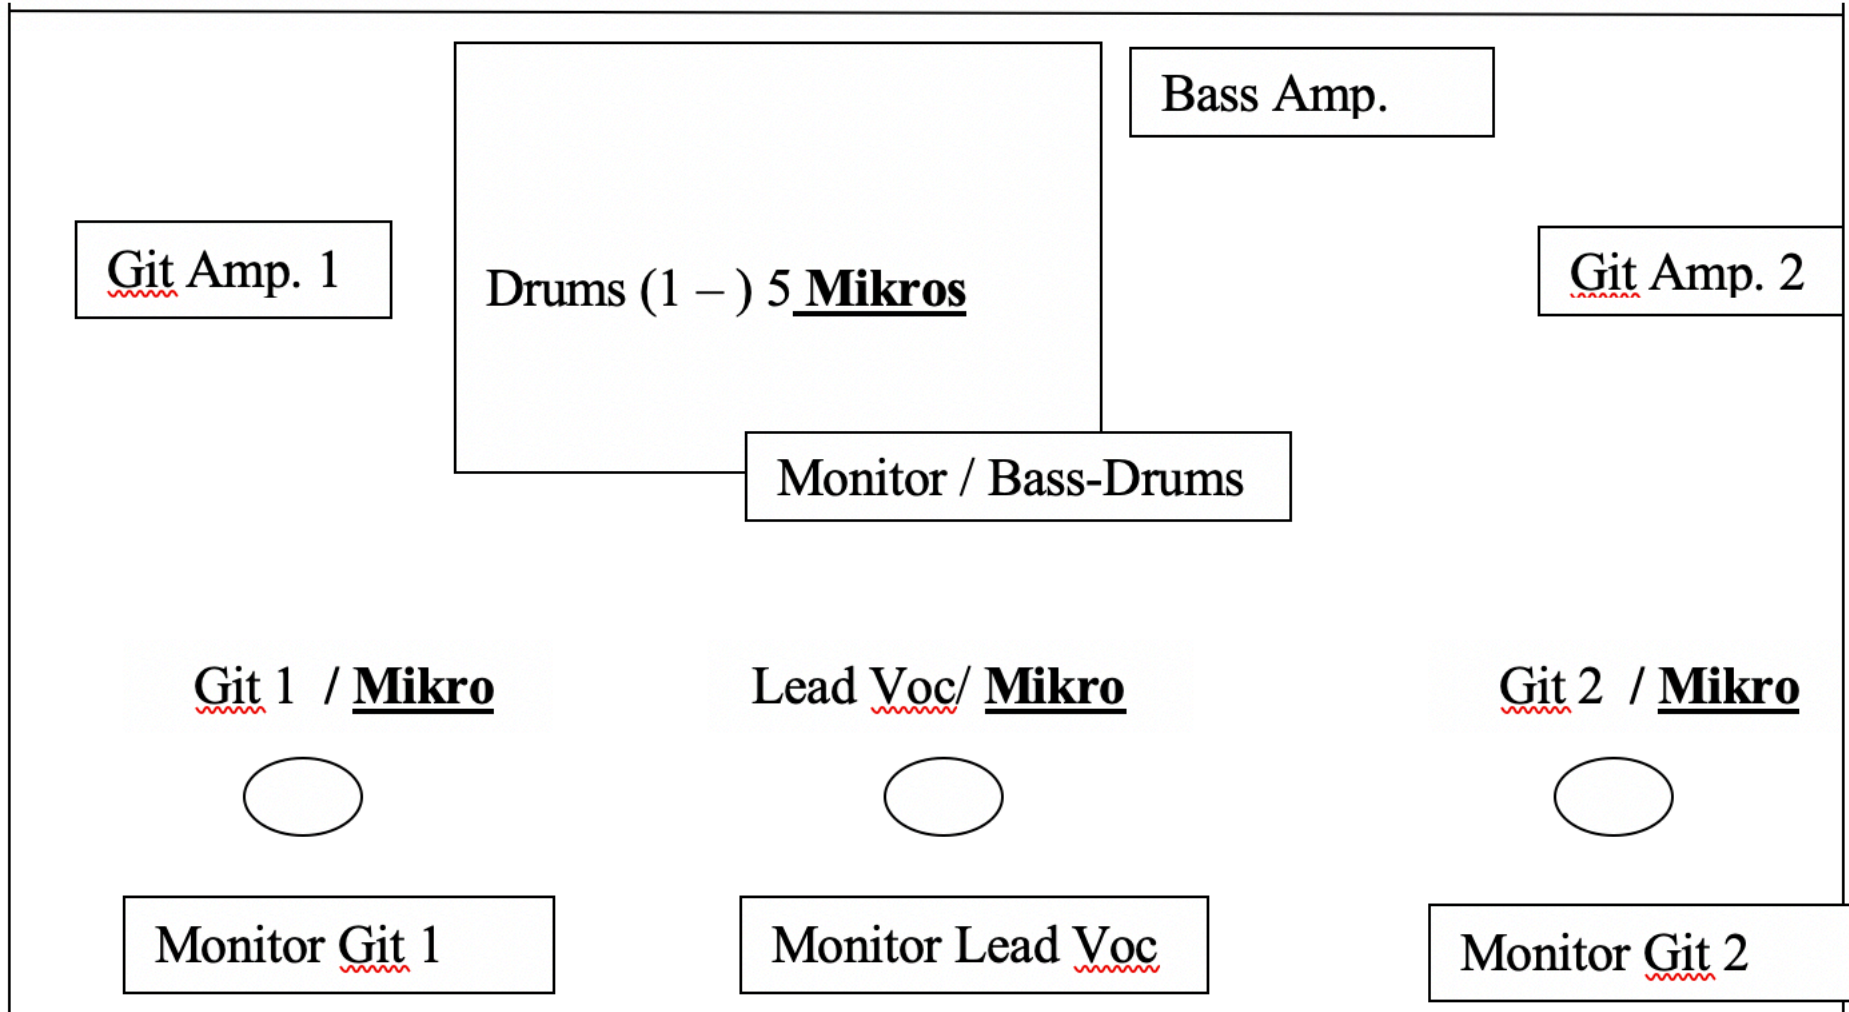 Bass Amp.
Git Amp. 1
Drums (1 – ) 5 Mikros
Git Amp. 2
Monitor / Bass-Drums
Git 1 / Mikro
Lead Voc/ Mikro
Git 2 / Mikro
Monitor Git 1
Monitor Lead Voc
Monitor Git 2